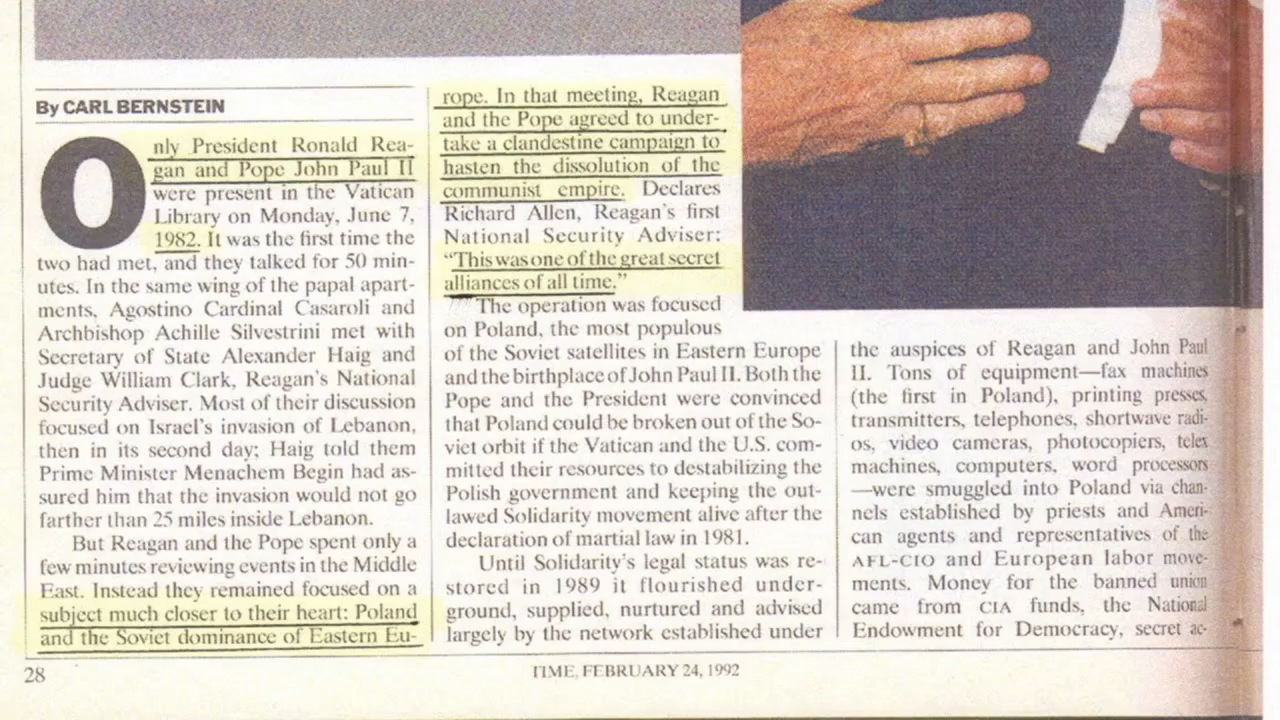 By CARL BERNSTEIN
Only President Ronald Rea-
gan and Pope John Paul II
were present in the Vatican
Library on Monday, June 7,
1982. It was the first time the
two had met, and they talked for 50 min-
utes. In the same wing of the papal apart-
ments, Agostino Cardinal Casaroli and
Archbishop Achille Silvestrini met with
Secretary of State Alexander Haig and
Judge William Clark, Reagan's National
Security Adviser. Most of their discussion
focused on Israel's invasion of Lebanon,
then in its second day; Haig told them
Prime Minister Menachem Begin had as-
sured him that the invasion would not go
farther than 25 miles inside Lebanon.
But Reagan and the Pope spent only a
few minutes reviewing events in the Middle
East. Instead they remained focused on a
subject much closer to their heart: Poland
and the Soviet dominance of Eastern Eu-
rope. In that meeting, Reagan
and the Pope agreed to under-
take a clandestine campaign to
hasten the dissolution of the
communist empire. Declares
Richard Allen, Reagan's first
National Security Adviser:
"This was one of the great secret
alliances of all time."
The operation was focused
on Poland, the most populous
of the Soviet satellites in Eastern Europe
and the birthplace of John Paul II. Both the
Pope and the President were convinced
that Poland could be broken out of the So-
viet orbit if the Vatican and the U.S. com-
mitted their resources to destabilizing the
Polish government and keeping the out-
lawed Solidarity movement alive after the
declaration of martial law in 1981.
Until Solidarity's legal status was re-
stored in 1989 it flourished under-
ground, supplied, nurtured and advised
largely by the network established under
the auspices of Reagan and John Paul
II. Tons of equipment—fax machines
(the first in Poland), printing presses,
transmitters, telephones, shortwave radi-
os, video cameras, photocopiers, telex
machines, computers, word processors
—were smuggled into Poland via chan-
nels established by priests and Ameri-
can agents and representatives of the
AFL-CIO and European labor move-
ments. Money for the banned union
came from CIA funds, the National
Endowment for Democracy, secret ac-
28
TIME, FEBRUARY 24, 1992